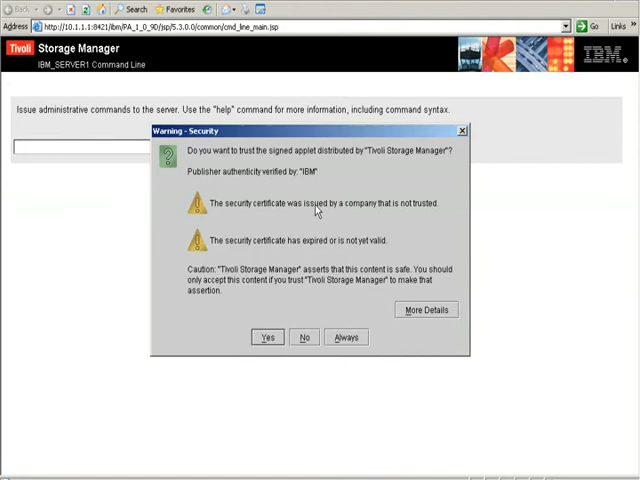 Back
Search
Favorites
Address
http://10.1.1.1:8421/ibm/PA_1_0_9D/jsp/5.3.0.0/common/cmd_line_main.jsp
Go
Links »
Tivoli Storage Manager
IBM_SERVER1 Command Line
IBM
Issue administrative commands to the server. Use the "help" command for more information, including command syntax.
Warning - Security
Do you want to trust the signed applet distributed by "Tivoli Storage Manager"?
Publisher authenticity verified by: "IBM"
The security certificate was issued by a company that is not trusted.
The security certificate has expired or is not yet valid.
Caution: "Tivoli Storage Manager" asserts that this content is safe. You should
only accept this content if you trust "Tivoli Storage Manager" to make that
assertion.
More Details
Yes
No
Always